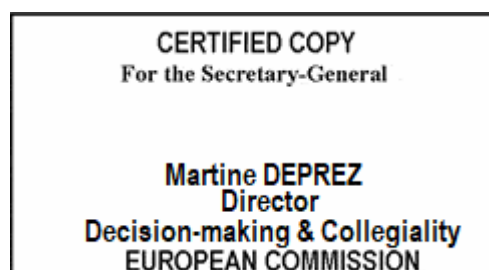 CERTIFIED COPY
For the Secretary-General
Martine DEPREZ
Director
Decision-making & Collegiality
EUROPEAN COMMISSION